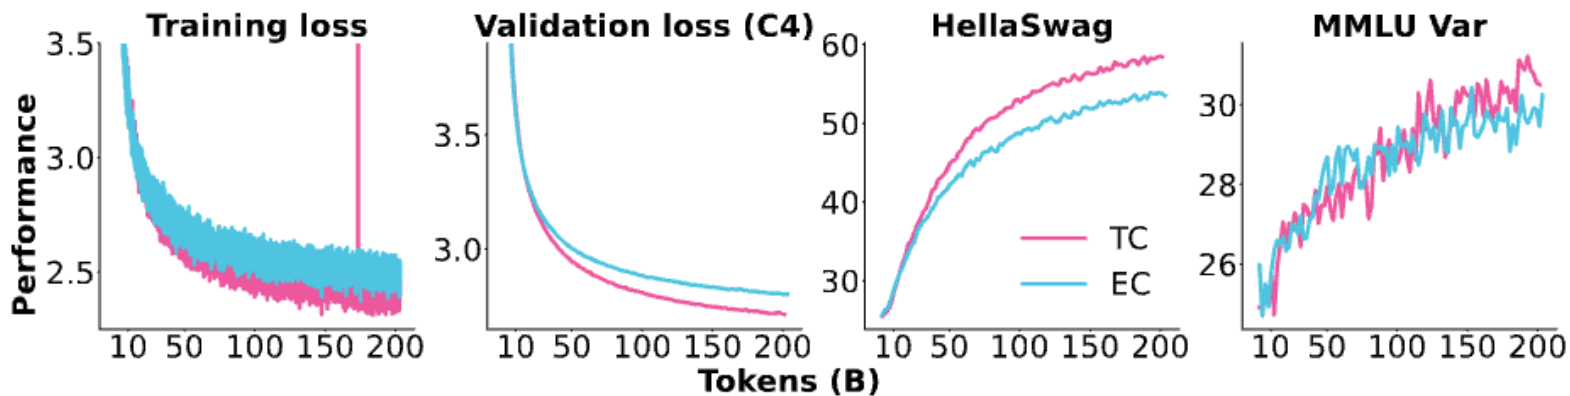 Training loss
Validation loss (C4)
HellaSwag
MMLU Var
Performance
3.5
3.0
2.5
10 50 100 150 200
3.5
3.0
10 50 100 150 200
60
50
40
30
10 50 100 150 200
TC
EC
30
28
26
10 50 100 150 200
Tokens (B)